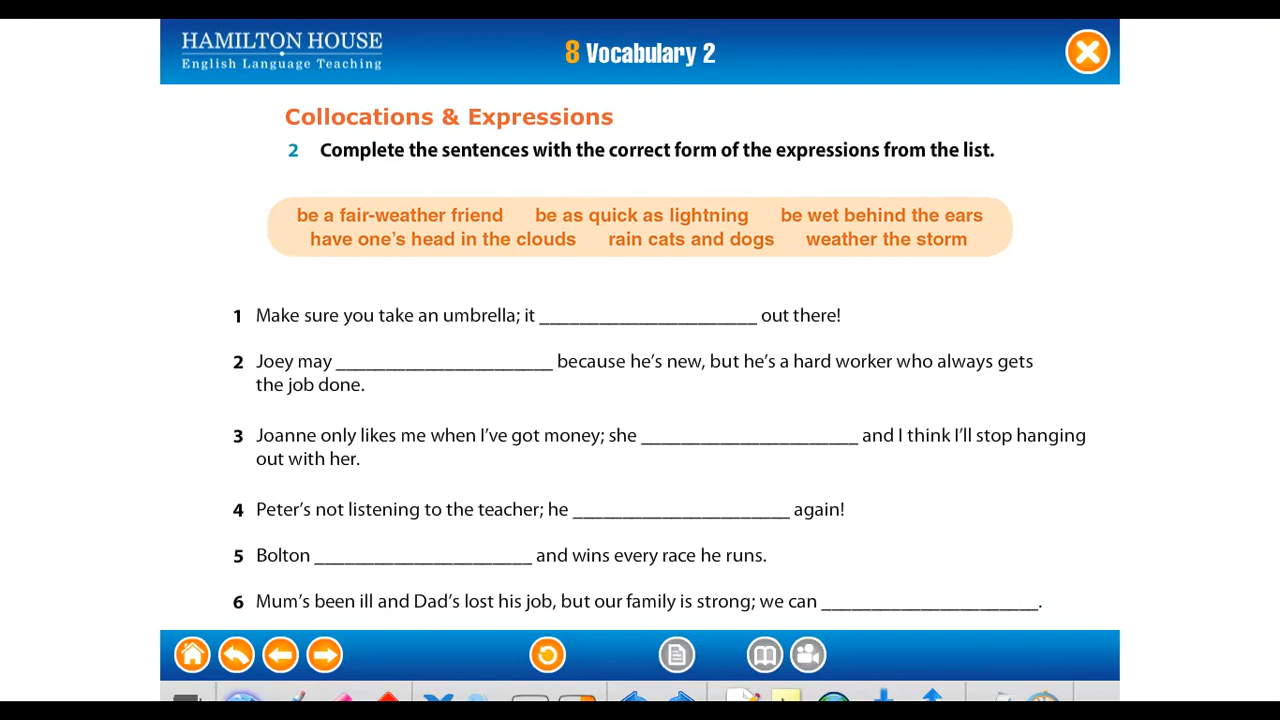 HAMILTON HOUSE
English Language Teaching
8 Vocabulary 2
Collocations & Expressions
2 Complete the sentences with the correct form of the expressions from the list.
be a fair-weather friend be as quick as lightning be wet behind the ears
have one's head in the clouds rain cats and dogs weather the storm
1 Make sure you take an umbrella; it ______________________ out there!
2 Joey may ______________________ because he's new, but he's a hard worker who always gets
the job done.
3 Joanne only likes me when I've got money; she ______________________ and I think I'll stop hanging
out with her.
4 Peter's not listening to the teacher; he ______________________ again!
5 Bolton ______________________ and wins every race he runs.
6 Mum's been ill and Dad's lost his job, but our family is strong; we can ______________________.